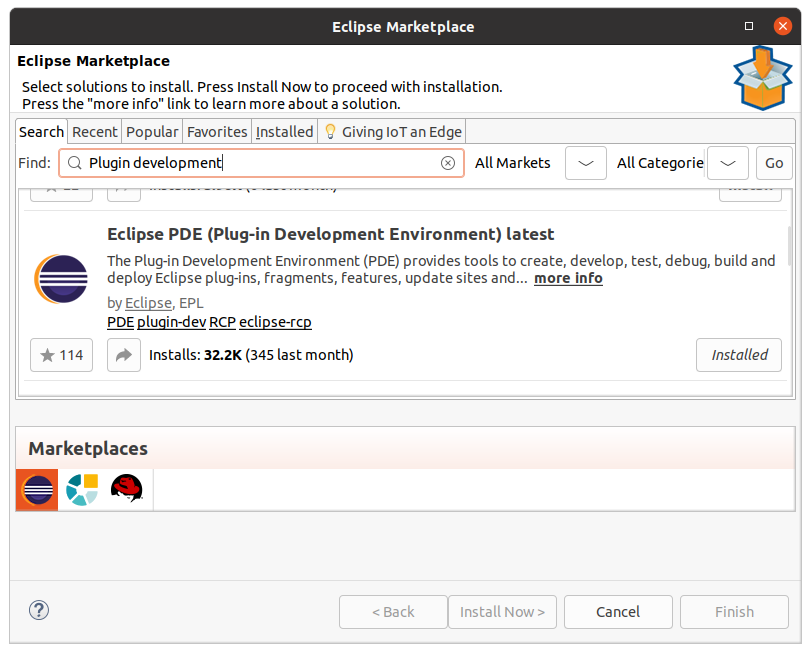 Eclipse Marketplace
Eclipse Marketplace
Select solutions to install. Press Install Now to proceed with installation.
Press the "more info" link to learn more about a solution.
Search Recent Popular Favorites Installed Giving IoT an Edge
Find: Plugin development All Markets All Categorie Go
Eclipse PDE (Plug-in Development Environment) latest
The Plug-in Development Environment (PDE) provides tools to create, develop, test, debug, build and
deploy Eclipse plug-ins, fragments, features, update sites and... more info
by Eclipse, EPL
PDE plugin-dev RCP eclipse-rcp
114 Installs: 32.2K (345 last month) Installed
Marketplaces
? < Back Install Now > Cancel Finish